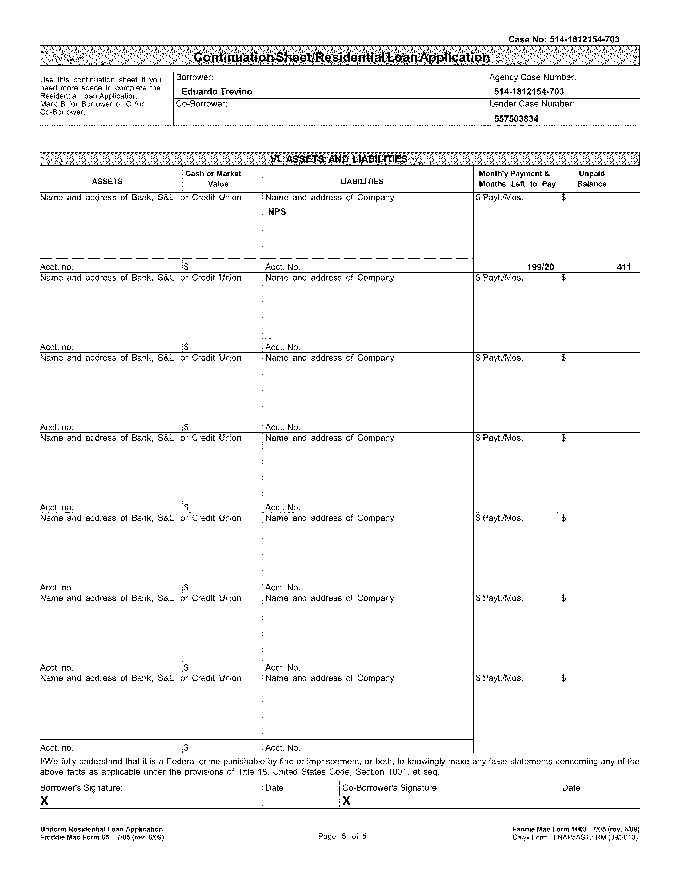 Case No: 514-1812154-703
Continuation Sheet/Residential Loan Application
Use this continuation sheet if you
need more space to complete the
Residential Loan Application.
Mark B for Borrower or C for
Co-Borrower.
Borrower:
Eduardo Trevino
Co-Borrower:
Agency Case Number:
514-1812154-703
Lender Case Number:
557503834
VI. ASSETS AND LIABILITIES
ASSETS
Cash or Market
Value
LIABILITIES
Monthly Payment &
Months Left to Pay
Unpaid
Balance
Name and address of Bank, S&L, or Credit Union
Name and address of Company
$ Payt./Mos.
$
NPS
Acct. no.
$
Acct. No.
199/20
411
Name and address of Bank, S&L, or Credit Union
Name and address of Company
$ Payt./Mos.
$
Acct. no.
$
Acct. No.
Name and address of Bank, S&L, or Credit Union
Name and address of Company
$ Payt./Mos.
$
Acct. no.
$
Acct. No.
Name and address of Bank, S&L, or Credit Union
Name and address of Company
$ Payt./Mos.
$
Acct. no.
$
Acct. No.
Name and address of Bank, S&L, or Credit Union
Name and address of Company
$ Payt./Mos.
$
Acct. no.
$
Acct. No.
Name and address of Bank, S&L, or Credit Union
Name and address of Company
$ Payt./Mos.
$
Acct. no.
$
Acct. No.
Name and address of Bank, S&L, or Credit Union
Name and address of Company
$ Payt./Mos.
$
Acct. no.
$
Acct. No.
I/We fully understand that it is a Federal crime punishable by fine or imprisonment, or both, to knowingly make any false statements concerning any of the
above facts as applicable under the provisions of Title 18, United States Code, Section 1001, et seq.
Borrower's Signature:
Date
Co-Borrower's Signature
Date
X
X
Uniform Residential Loan Application
Freddie Mac Form 65 7/05 (rev. 6/09)
Page 5 of 5
Fannie Mae Form 1003 7/05 (rev. 6/09)
Calyx Form